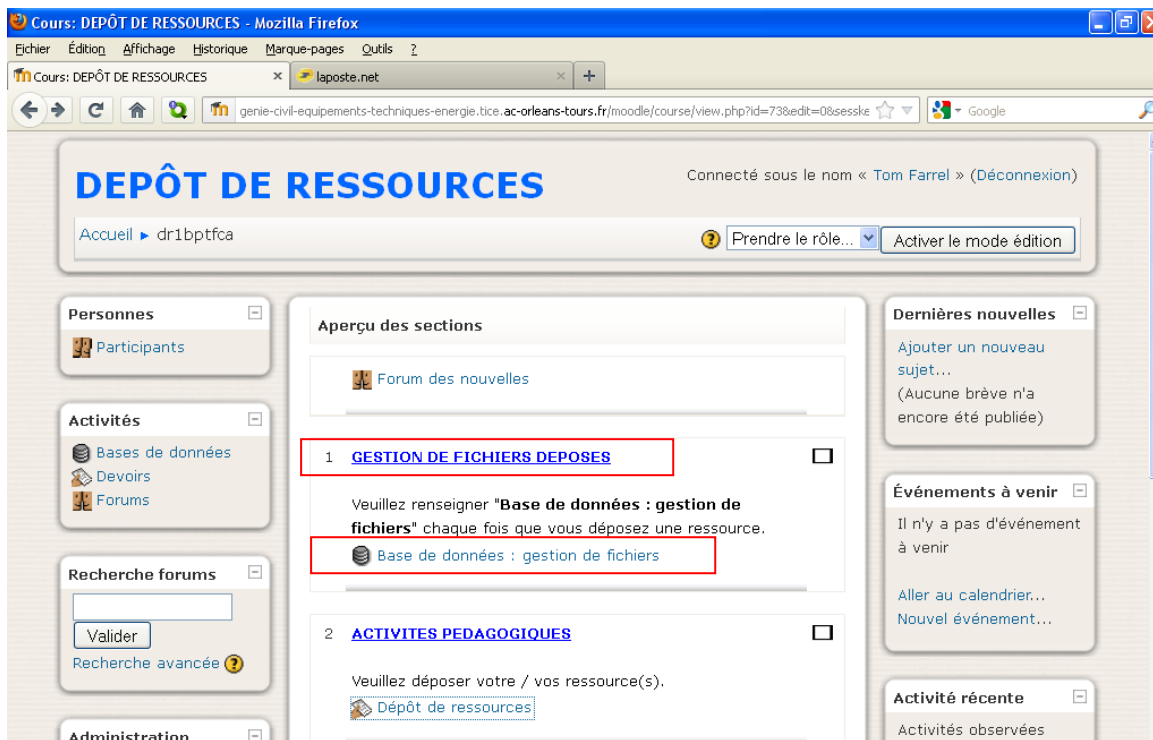 Cours: DEPÔT DE RESSOURCES - Mozilla Firefox
Fichier Édition Affichage Historique Marque-pages Outils ?
Cours: DEPÔT DE RESSOURCES × laposte.net × +
genie-civil-equipements-techniques-energie.tice.ac-orleans-tours.fr/moodle/course/view.php?id=73&edit=0&sesske Google
DEPÔT DE RESSOURCES
Connecté sous le nom « Tom Farrel » (Déconnexion)
Accueil ► dr1bptfca
Prendre le rôle... Activer le mode édition
Personnes
Participants
Activités
Bases de données
Devoirs
Forums
Recherche forums
Valider
Recherche avancée
Administration
Aperçu des sections
Forum des nouvelles
1 GESTION DE FICHIERS DEPOSES
Veuillez renseigner "Base de données : gestion de
fichiers" chaque fois que vous déposez une ressource.
Base de données : gestion de fichiers
2 ACTIVITES PEDAGOGIQUES
Veuillez déposer votre / vos ressource(s).
Dépôt de ressources
Dernières nouvelles
Ajouter un nouveau
sujet...
(Aucune brève n'a
encore été publiée)
Événements à venir
Il n'y a pas d'événement
à venir
Aller au calendrier...
Nouvel événement...
Activité récente
Activités observées